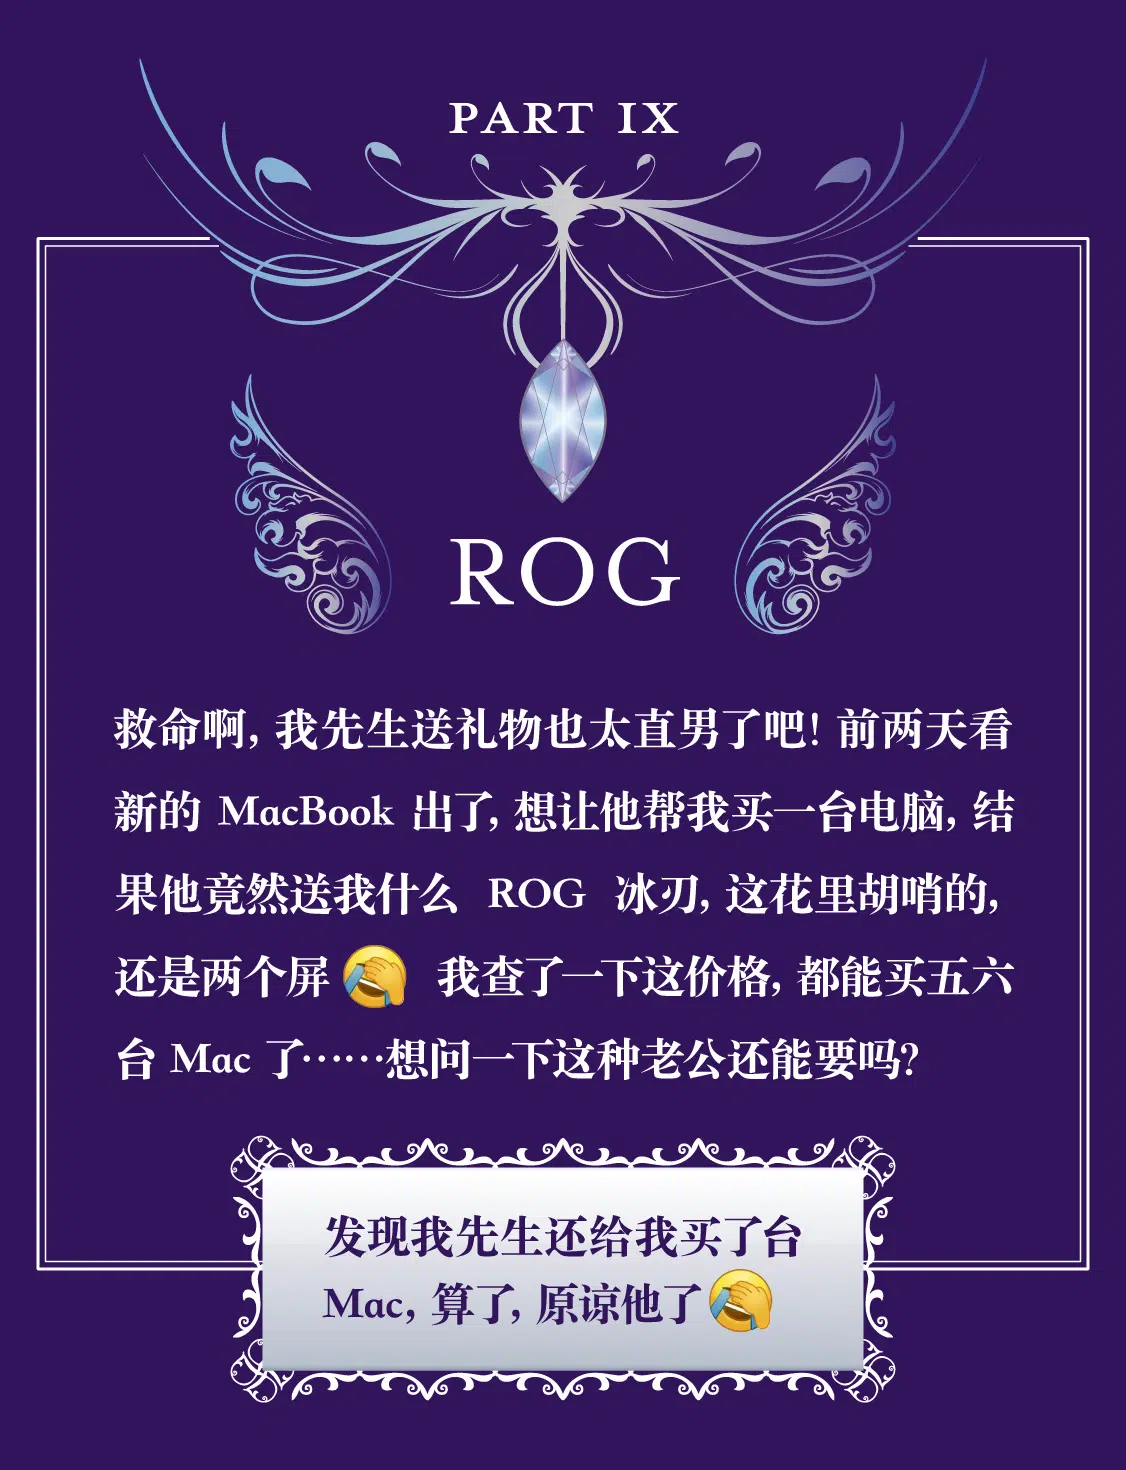 PART IX
ROG
救命啊, 我先生送礼物也太直男了吧! 前两天看
新的 MacBook 出了, 想让他帮我买一台电脑, 结
果他竟然送我什么 ROG 冰刃, 这花里胡哨的,
还是两个屏🤦 我查了一下这价格, 都能买五六
台 Mac 了……想问一下这种老公还能要吗?
发现我先生还给我买了台
Mac, 算了, 原谅他了🤦